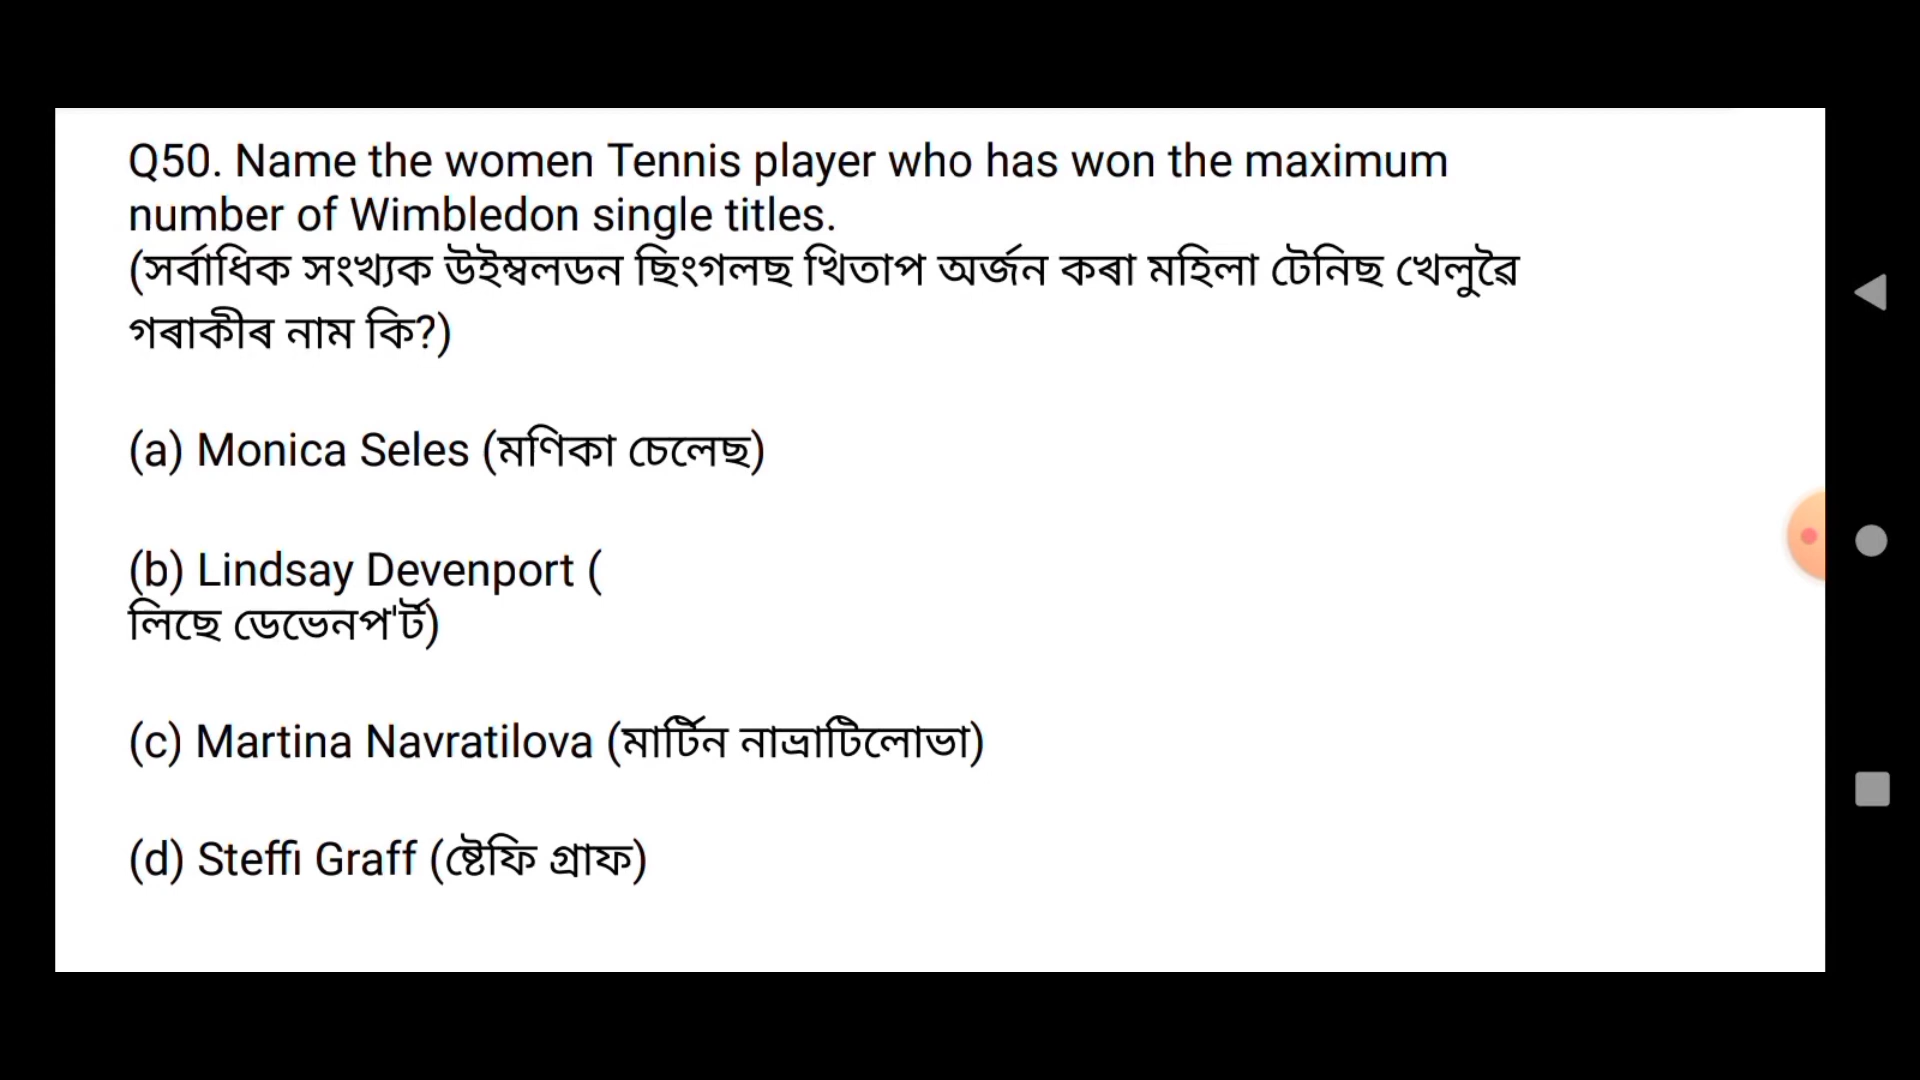 Q50. Name the women Tennis player who has won the maximum
number of Wimbledon single titles.
(সৰ্বাধিক সংখ্যক উইম্বলডন ছিংগলছ খিতাপ অৰ্জন কৰা মহিলা টেনিছ খেলুৱৈ
গৰাকীৰ নাম কি?)
(a) Monica Seles (মণিকা চেলেছ)
(b) Lindsay Devenport (
লিছে ডেভেনপ'ৰ্ট)
(c) Martina Navratilova (মাৰ্টিন নাভ্ৰাটিলোভা)
(d) Steffi Graff (ষ্টেফি গ্ৰাফ)